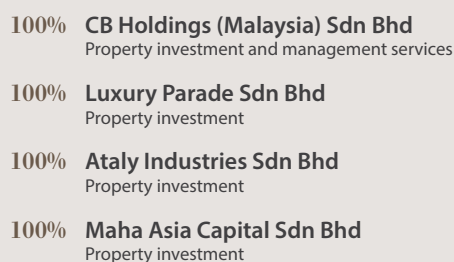 100% CB Holdings (Malaysia) Sdn Bhd
Property investment and management services
100% Luxury Parade Sdn Bhd
Property investment
100% Ataly Industries Sdn Bhd
Property investment
100% Maha Asia Capital Sdn Bhd
Property investment